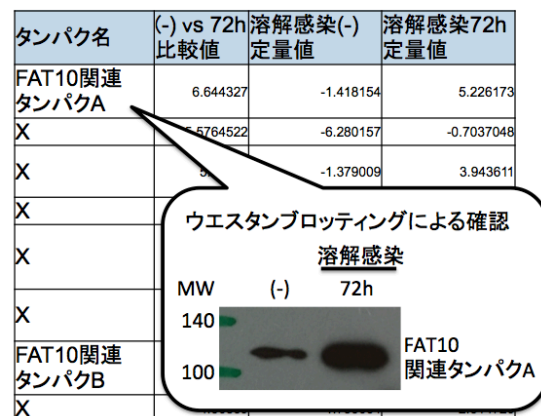 タンパク名
(-) vs 72h
比較値
溶解感染(-)
定量値
溶解感染72h
定量値
FAT10関連
タンパクA
6.644327
-1.418154
5.226173
X
-6.280157
-0.7037048
X
-1.379009
3.943611
X
X
X
FAT10関連
タンパクB
X
ウエスタンブロッティングによる確認
溶解感染
MW
(-)
72h
140
100
FAT10
関連タンパクA